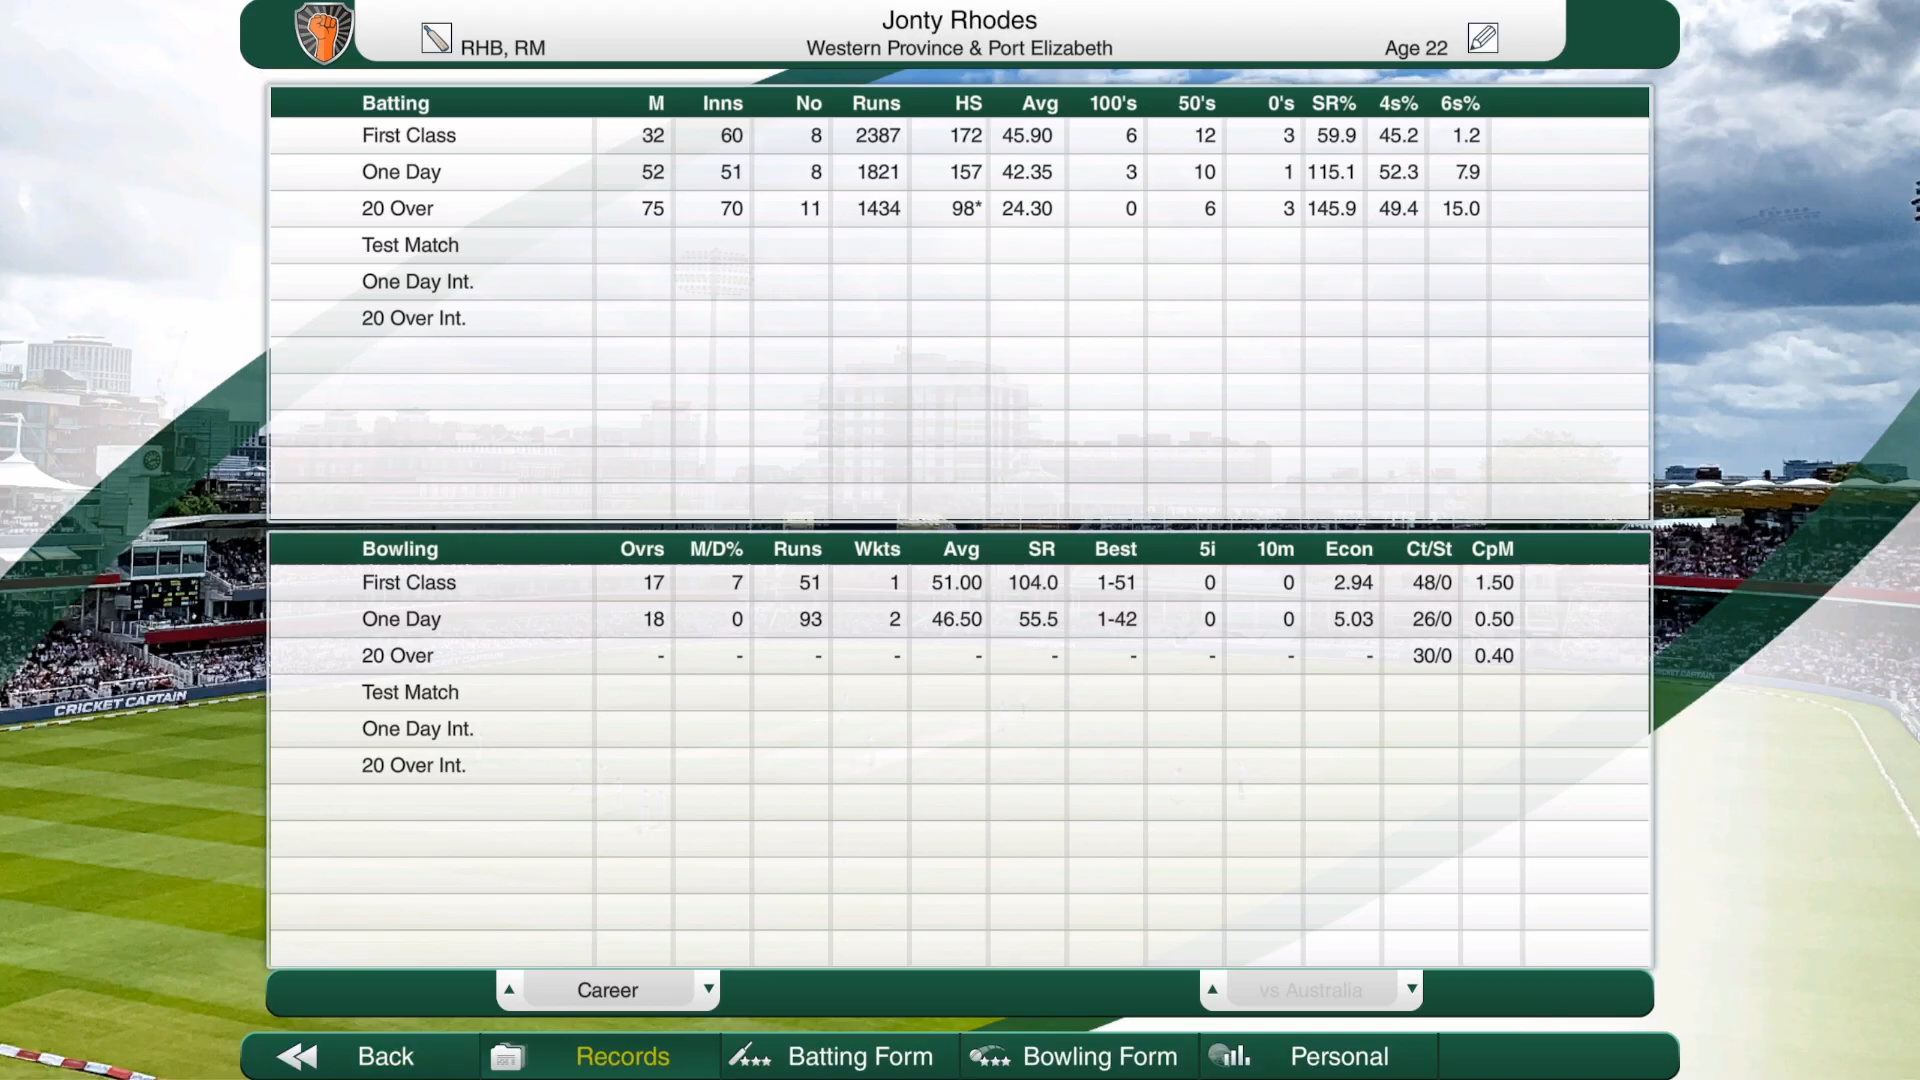 Jonty Rhodes
RHB, RM
Western Province & Port Elizabeth
Age 22
Batting M Inns No Runs HS Avg 100's 50's 0's SR% 4s% 6s%
First Class 32 60 8 2387 172 45.90 6 12 3 59.9 45.2 1.2
One Day 52 51 8 1821 157 42.35 3 10 1 115.1 52.3 7.9
20 Over 75 70 11 1434 98* 24.30 0 6 3 145.9 49.4 15.0
Test Match
One Day Int.
20 Over Int.
Bowling Ovrs M/D% Runs Wkts Avg SR Best 5i 10m Econ Ct/St CpM
First Class 17 7 51 1 51.00 104.0 1-51 0 0 2.94 48/0 1.50
One Day 18 0 93 2 46.50 55.5 1-42 0 0 5.03 26/0 0.50
20 Over - - - - - - - - - - 30/0 0.40
Test Match
One Day Int.
20 Over Int.
CRICKET CAPTAIN
CRICKET CAPTAIN
Career
vs Australia
Back
Records
Batting Form
Bowling Form
Personal